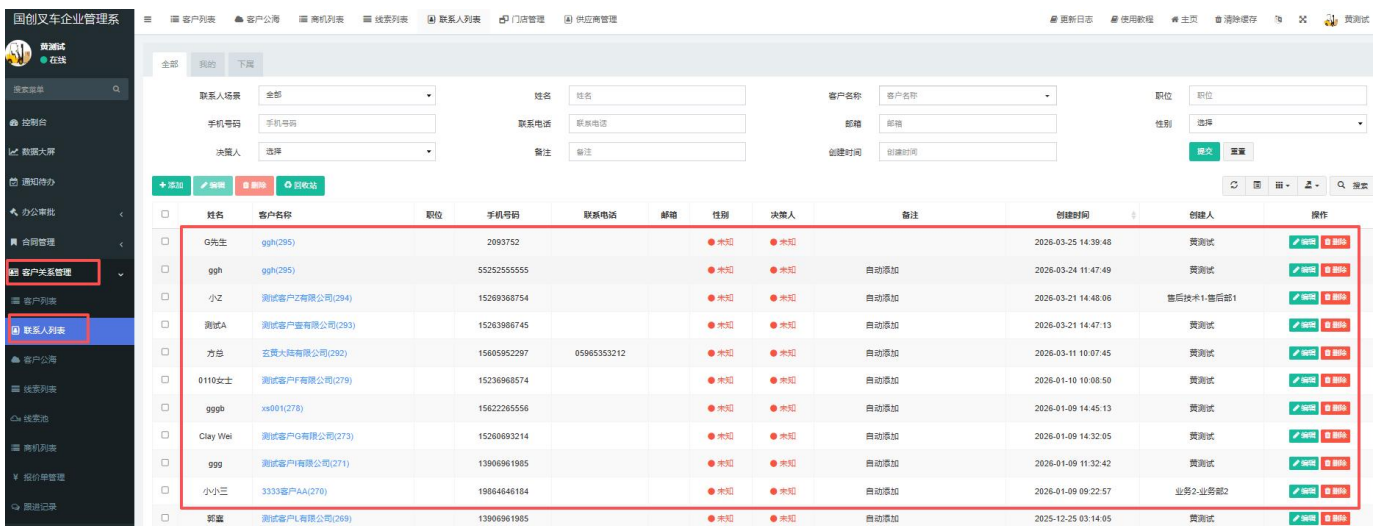 国创叉车企业管理系
客户列表 客户公海 商机列表 线索列表 联系人列表 门店管理 供应商管理 更新日志 使用教程 主页 清除缓存 黄测试
黄测试
在线
搜索菜单
控制台
数据大屏
通知待办
办公审批
合同管理
客户关系管理
客户列表
联系人列表
客户公海
线索列表
线索池
商机列表
报价单管理
跟进记录
全部 我的 下属
联系人场景 全部 姓名 姓名 客户名称 客户名称 职位 职位
手机号码 手机号码 联系电话 联系电话 邮箱 邮箱 性别 选择
决策人 选择 备注 备注 创建时间 创建时间 提交 重置
添加 编辑 删除 回收站 搜索
姓名 客户名称 职位 手机号码 联系电话 邮箱 性别 决策人 备注 创建时间 创建人 操作
G先生 ggh(295) 2093752 未知 未知 2026-03-25 14:39:48 黄测试 编辑 删除
ggh ggh(295) 55252555555 未知 未知 自动添加 2026-03-24 11:47:49 黄测试 编辑 删除
小Z 测试客户Z有限公司(294) 15269368754 未知 未知 自动添加 2026-03-21 14:48:06 售后技术1-售后部1 编辑 删除
测试A 测试客户壹有限公司(293) 15263986745 未知 未知 自动添加 2026-03-21 14:47:13 黄测试 编辑 删除
方总 玄黄大陆有限公司(292) 15605952297 05965353212 未知 未知 自动添加 2026-03-11 10:07:45 黄测试 编辑 删除
0110女士 测试客户F有限公司(279) 15236968574 未知 未知 自动添加 2026-01-10 10:08:50 黄测试 编辑 删除
gggb xs001(278) 15622265556 未知 未知 自动添加 2026-01-09 14:45:13 黄测试 编辑 删除
Clay Wei 测试客户G有限公司(273) 15260693214 未知 未知 自动添加 2026-01-09 14:32:05 黄测试 编辑 删除
ggg 测试客户I有限公司(271) 13906961985 未知 未知 自动添加 2026-01-09 11:32:42 黄测试 编辑 删除
小小三 3333客户AA(270) 19864646184 未知 未知 自动添加 2026-01-09 09:22:57 业务2-业务部2 编辑 删除
测试客户L有限公司(269) 13906961985 未知 未知 自动添加 2025-12-25 03:14:05 黄测试 编辑 删除